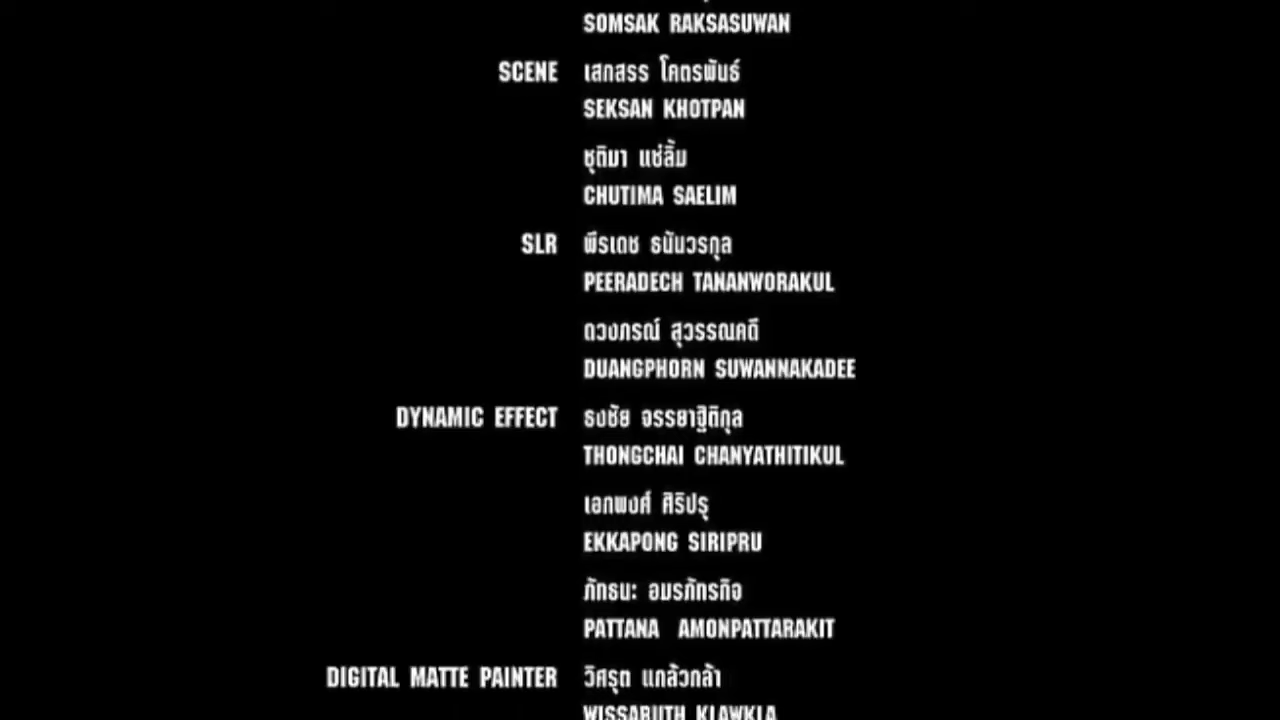 SOMSAK RAKSASUWAN
SCENE เสกสรร โคตรพันธ์
SEKSAN KHOTPAN
ชุติมา แซ่ลิ้ม
CHUTIMA SAELIM
SLR พีรเดช ธนันวรกุล
PEERADECH TANANWORAKUL
ดวงภรณ์ สุวรรณคดี
DUANGPHORN SUWANNAKADEE
DYNAMIC EFFECT ธงชัย จรรยาฐิติกุล
THONGCHAI CHANYATHITIKUL
เอกพงศ์ ศิริปรุ
EKKAPONG SIRIPRU
ภัทธนะ อมรภัทรกิจ
PATTANA AMONPATTARAKIT
DIGITAL MATTE PAINTER วิศรุต แกล้วกล้า
WISSARUTH KLAWKLA